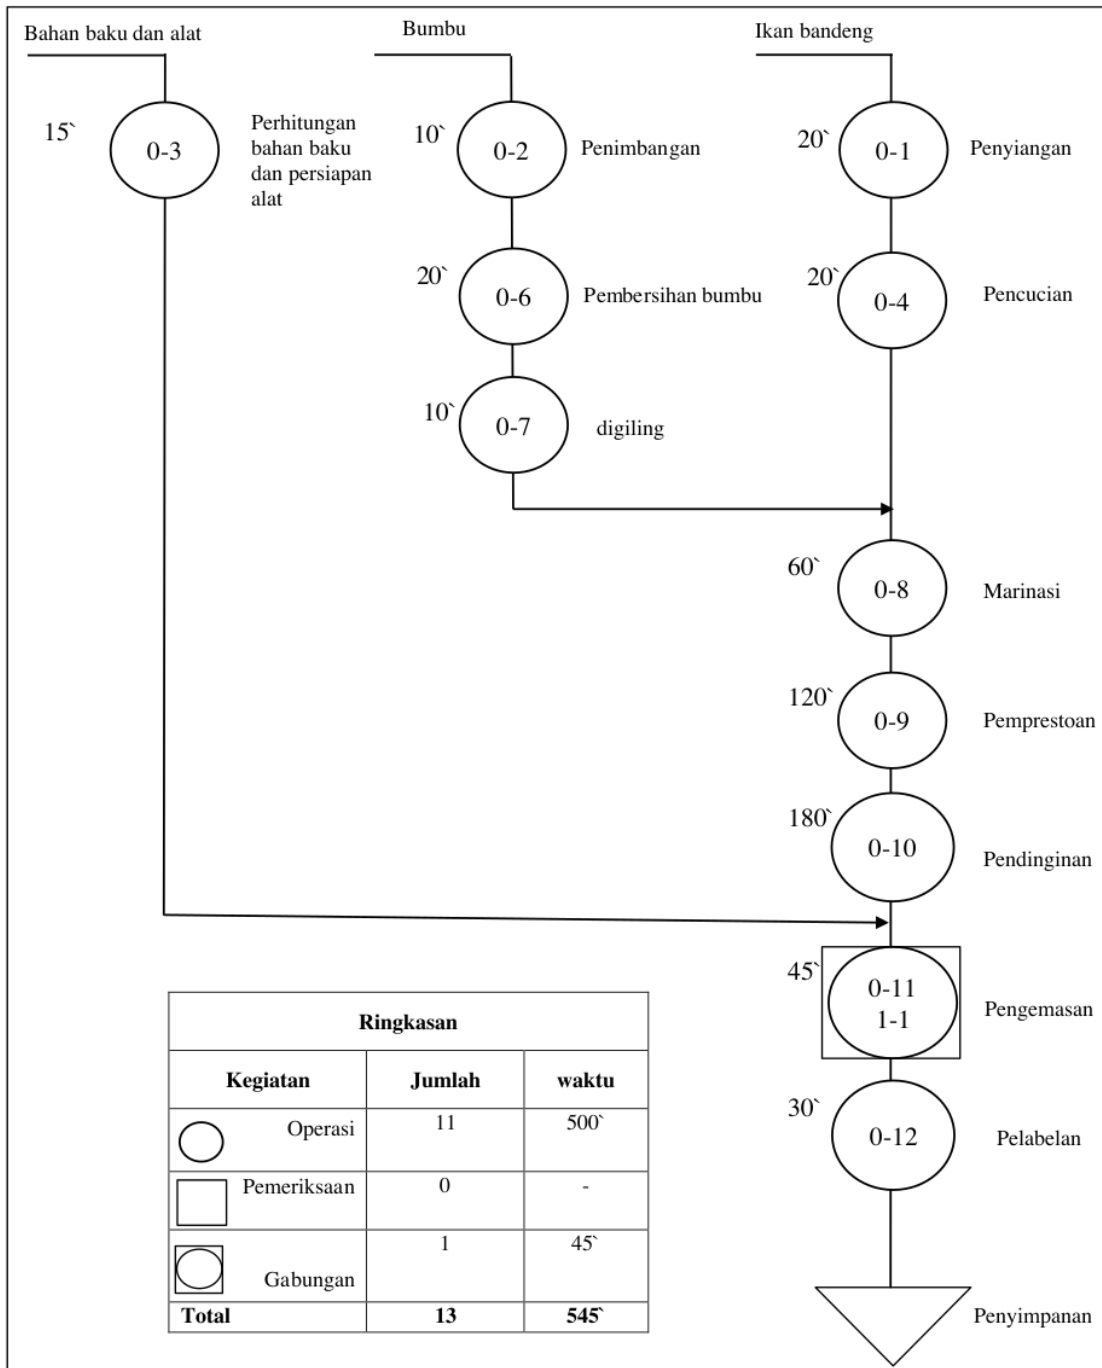 Bahan baku dan alat
Bumbu
Ikan bandeng
15`
0-3
Perhitungan
bahan baku
dan persiapan
alat
10`
0-2
Penimbangan
20`
0-1
Penyiangan
20`
0-6
Pembersihan bumbu
20`
0-4
Pencucian
10`
0-7
digiling
60`
0-8
Marinasi
120`
0-9
Pemprestoan
180`
0-10
Pendinginan
45`
0-11
1-1
Pengemasan
30`
0-12
Pelabelan
Penyimpanan
Ringkasan
Kegiatan Jumlah waktu
Operasi 11 500`
Pemeriksaan 0 -
Gabungan 1 45`
Total 13 545`